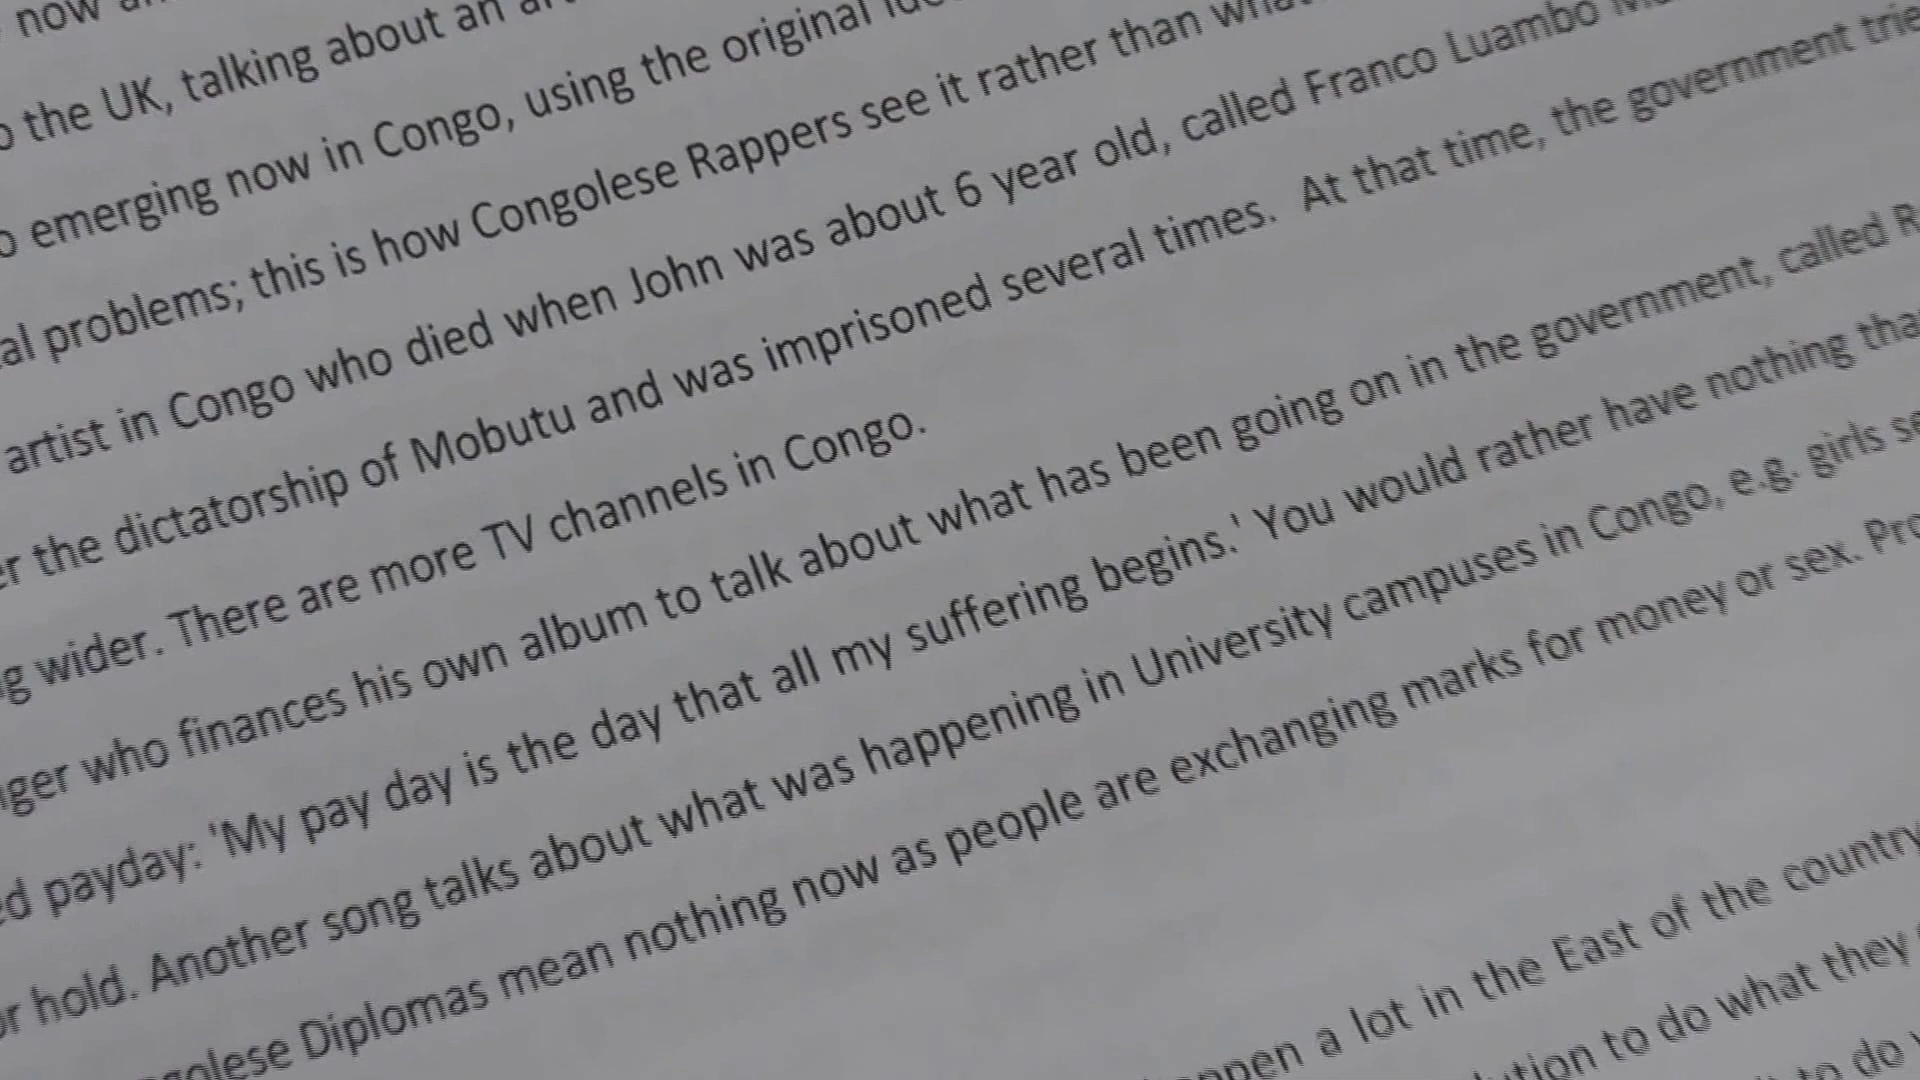 now
the UK, talking about an
emerging now in Congo, using the original
problems; this is how Congolese Rappers see it rather than
artist in Congo who died when John was about 6 year old, called Franco Luambo
the dictatorship of Mobutu and was imprisoned several times. At that time, the government
wider. There are more TV channels in Congo.
who finances his own album to talk about what has been going on in the government, called
payday: 'My pay day is the day that all my suffering begins.' You would rather have nothing
hold. Another song talks about what was happening in University campuses in Congo, e.g. girls
Diplomas mean nothing now as people are exchanging marks for money or sex.
a lot in the East of the country
to do what they
to do